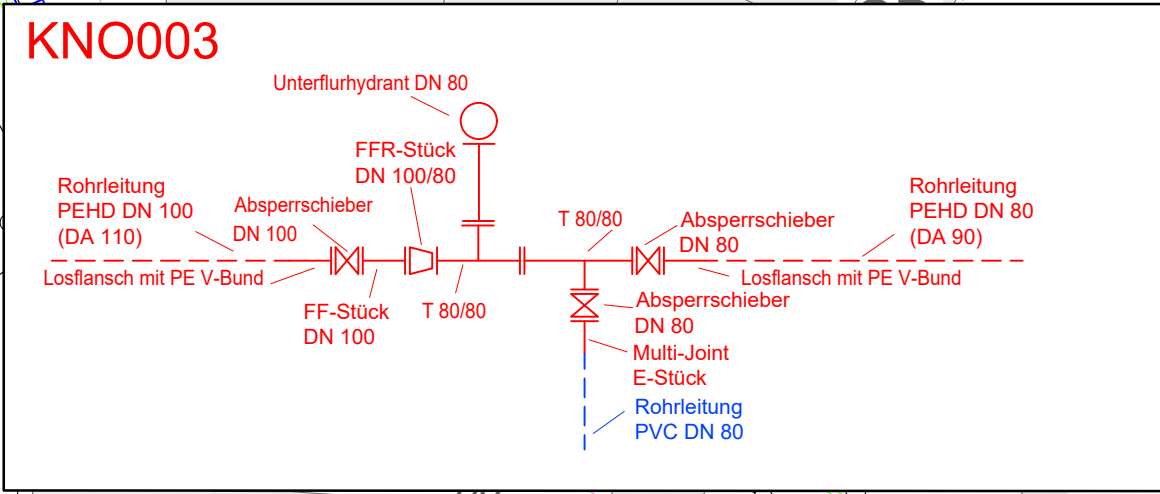 KNO003
Unterflurhydrant DN 80
FFR-Stück
DN 100/80
Rohrleitung
PEHD DN 100
(DA 110)
Absperrschieber
DN 100
Losflansch mit PE V-Bund
FF-Stück
DN 100
T 80/80
T 80/80
Absperrschieber
DN 80
Rohrleitung
PEHD DN 80
(DA 90)
Losflansch mit PE V-Bund
Absperrschieber
DN 80
Multi-Joint
E-Stück
Rohrleitung
PVC DN 80